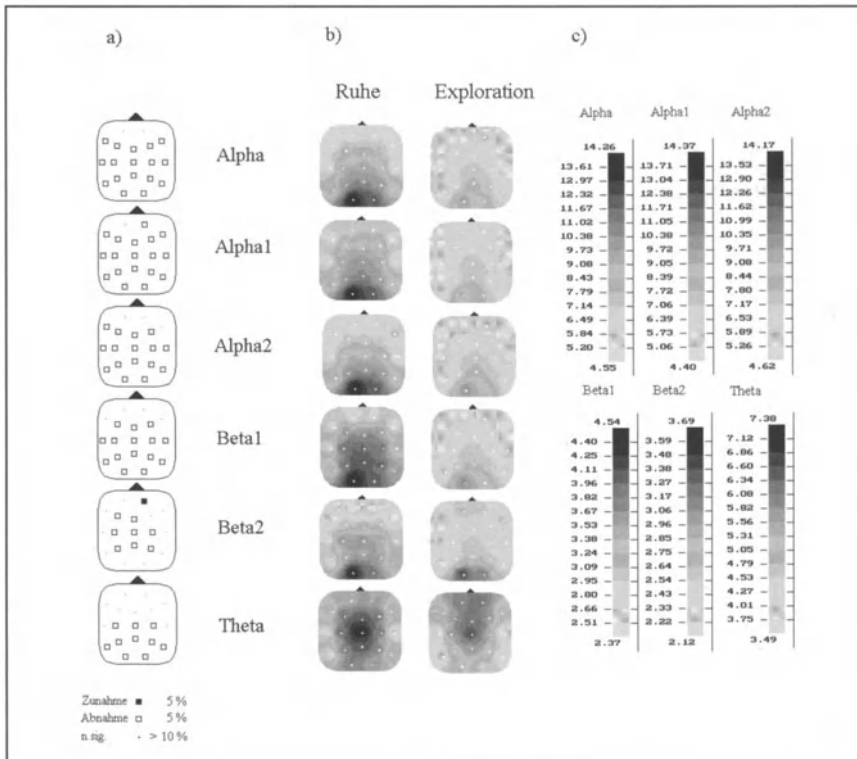 a)
b)
c)
Ruhe
Exploration
Alpha
Alpha1
Alpha2
Beta1
Beta2
Theta
Zunahme ■ 5 %
Abnahme □ 5 %
n.sig. · > 10 %
Alpha Alpha1 Alpha2
14.26 14.37 14.17
13.61 13.71 13.53
12.97 13.04 12.90
12.32 12.38 12.26
11.67 11.71 11.62
11.02 11.05 10.99
10.38 10.38 10.35
9.73 9.72 9.71
9.08 9.05 9.08
8.43 8.39 8.44
7.79 7.72 7.80
7.14 7.06 7.17
6.49 6.39 6.53
5.84 5.73 5.89
5.20 5.06 5.26
4.55 4.40 4.62
Beta1 Beta2 Theta
4.54 3.69 7.38
4.40 3.59 7.12
4.25 3.48 6.86
4.11 3.38 6.60
3.96 3.27 6.34
3.82 3.17 6.08
3.67 3.06 5.82
3.53 2.96 5.56
3.38 2.85 5.31
3.24 2.75 5.05
3.09 2.64 4.79
2.95 2.54 4.53
2.80 2.43 4.27
2.66 2.33 4.01
2.51 2.22 3.75
2.37 2.12 3.49